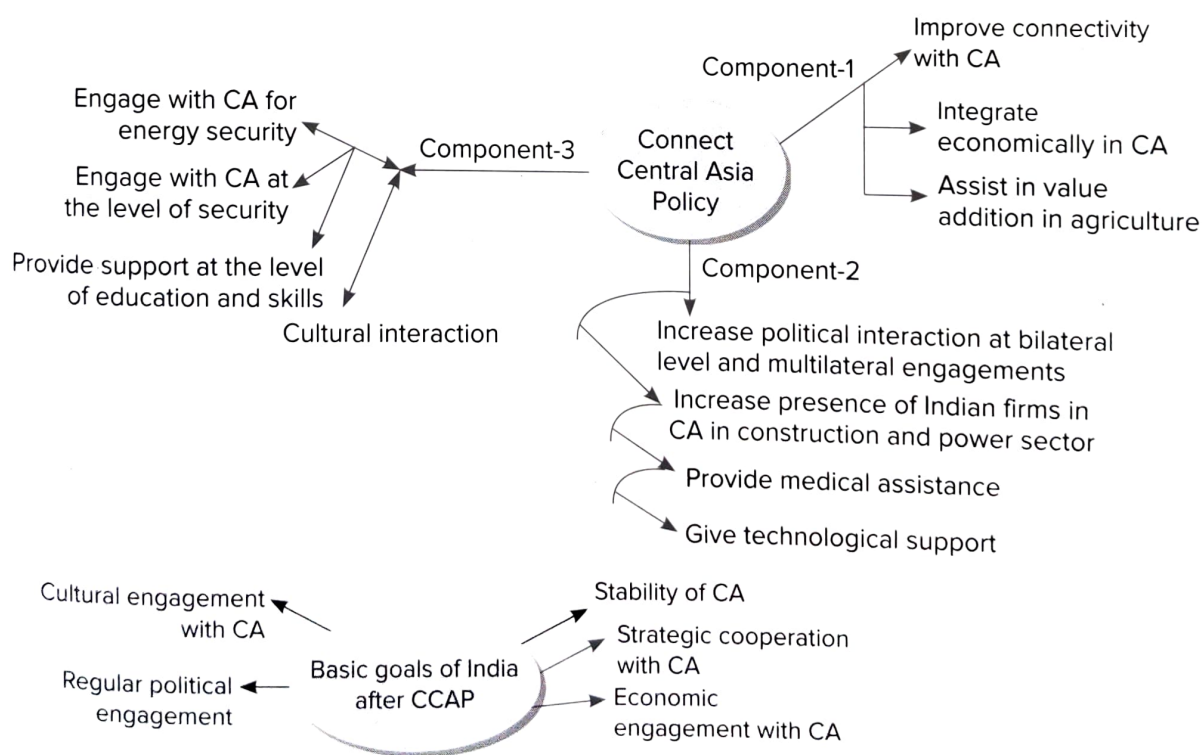 Improve connectivity
with CA
Component-1
Integrate
economically in CA
Assist in value
addition in agriculture
Connect
Central Asia
Policy
Component-3
Engage with CA for
energy security
Engage with CA at
the level of security
Provide support at the level
of education and skills
Cultural interaction
Component-2
Increase political interaction at bilateral
level and multilateral engagements
Increase presence of Indian firms in
CA in construction and power sector
Provide medical assistance
Give technological support
Cultural engagement
with CA
Regular political
engagement
Basic goals of India
after CCAP
Stability of CA
Strategic cooperation
with CA
Economic
engagement with CA